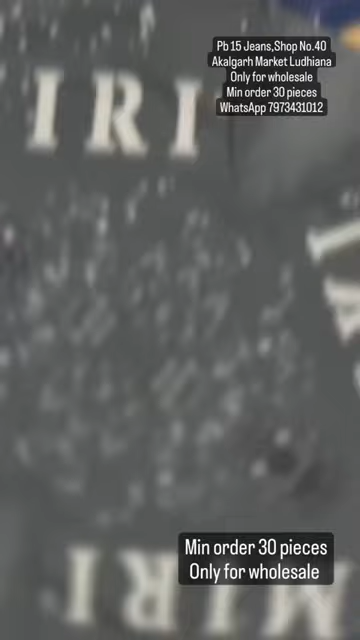 Pb 15 Jeans,Shop No.40
Akalgarh Market Ludhiana
Only for wholesale
Min order 30 pieces
WhatsApp 7973431012
IRI
Min order 30 pieces
Only for wholesale